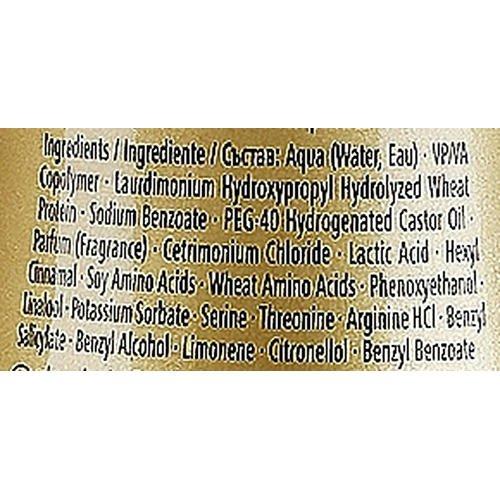 Ingredients / Ingrediente / Състав: Aqua (Water, Eau) · VP/VA
Copolymer · Laurdimonium Hydroxypropyl Hydrolyzed Wheat
Protein · Sodium Benzoate · PEG-40 Hydrogenated Castor Oil ·
Parfum (Fragrance) · Cetrimonium Chloride · Lactic Acid · Hexyl
Cinnamal · Soy Amino Acids · Wheat Amino Acids · Phenoxyethanol ·
Linalool · Potassium Sorbate · Serine · Threonine · Arginine HCl · Benzyl
Salicylate · Benzyl Alcohol · Limonene · Citronellol · Benzyl Benzoate